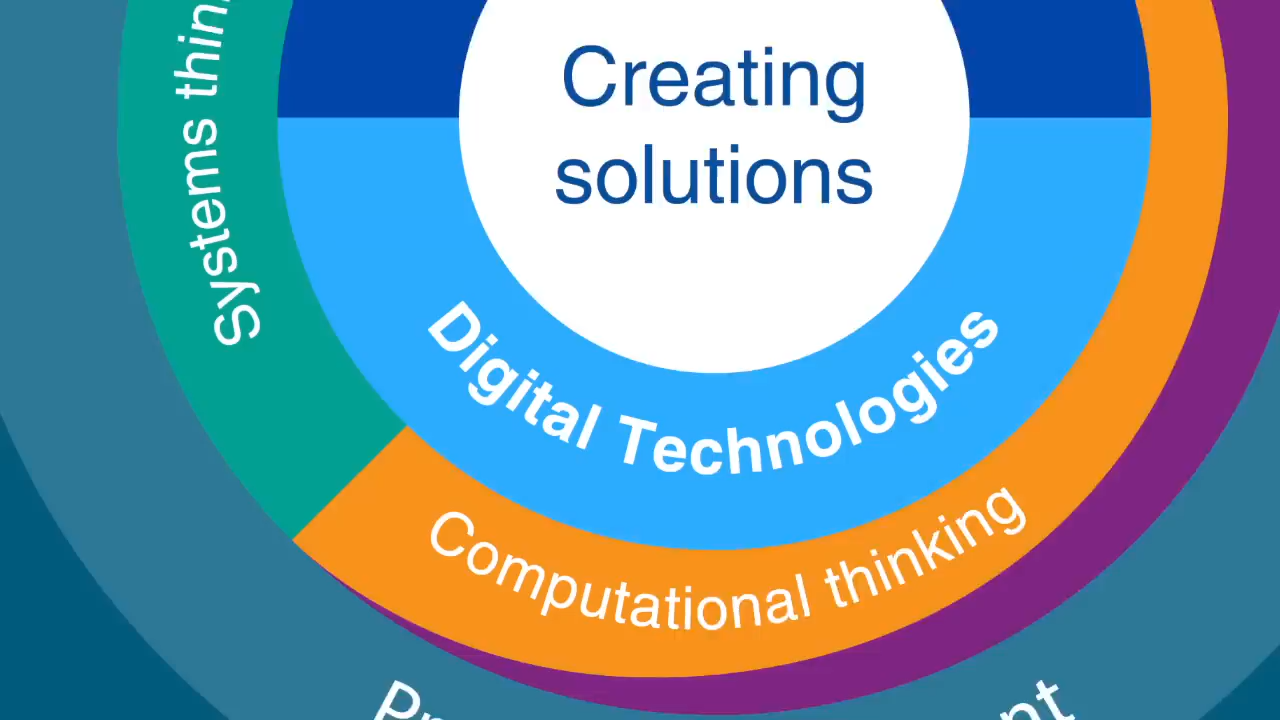 Creating
solutions
Systems
Digital Technologies
Computational thinking